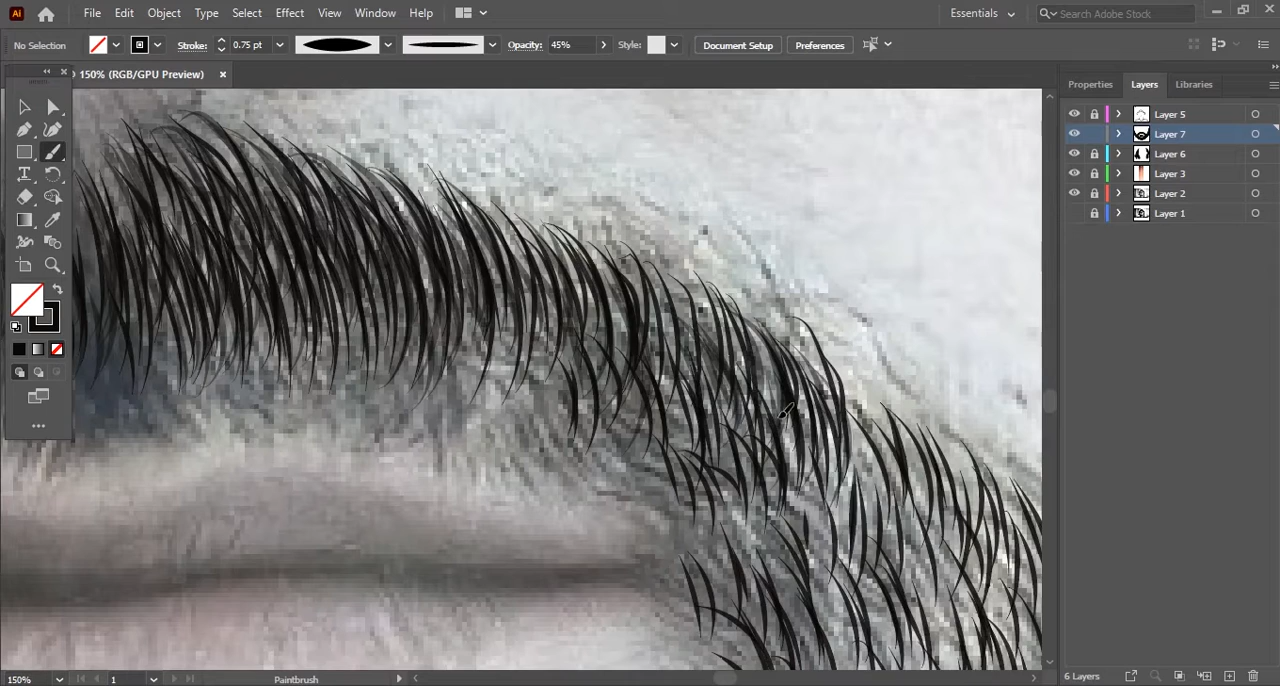 Ai File Edit Object Type Select Effect View Window Help Essentials Search Adobe Stock
No Selection Stroke: 0.75 pt Opacity: 45% Style: Document Setup Preferences
150% (RGB/GPU Preview)
Properties Layers Libraries
Layer 5
Layer 7
Layer 6
Layer 3
Layer 2
Layer 1
150% 1 Paintbrush 6 Layers